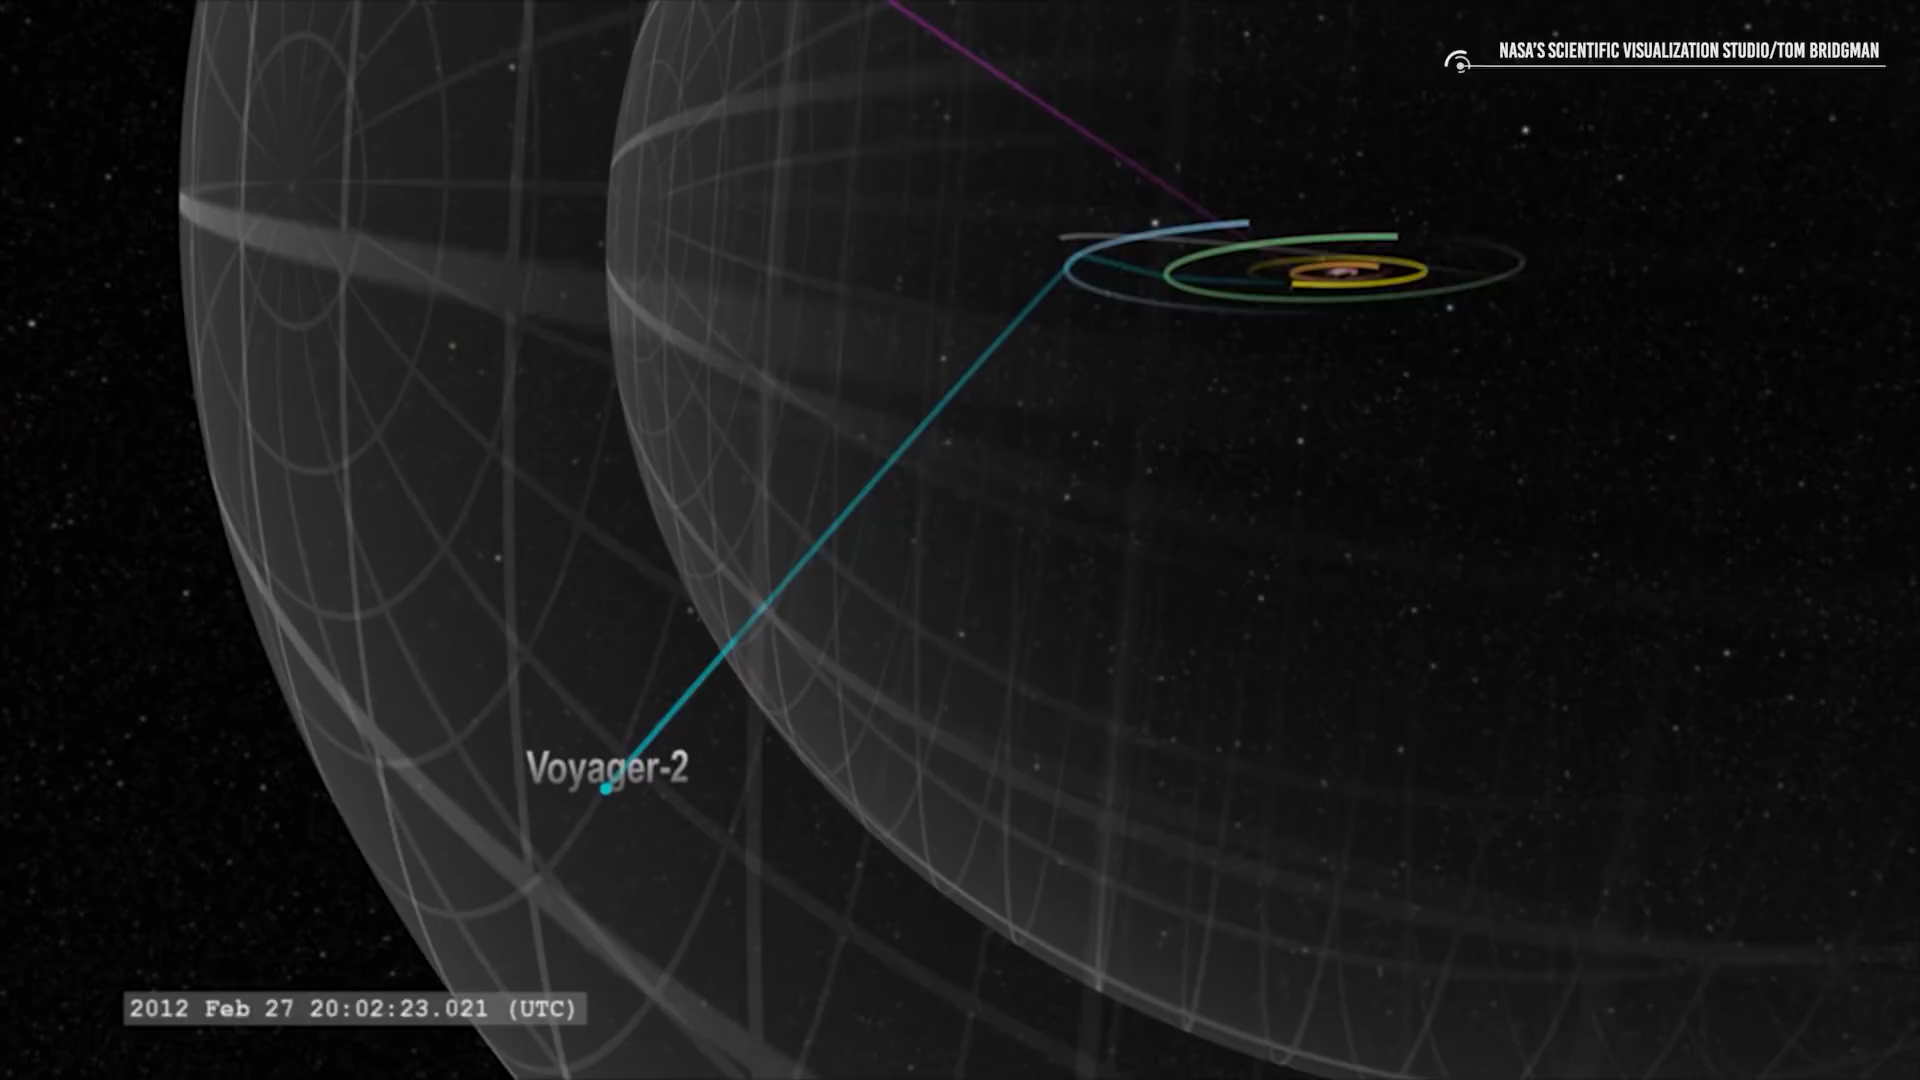 NASA'S SCIENTIFIC VISUALIZATION STUDIO/TOM BRIDGMAN
Voyager-2
2012 Feb 27 20:02:23.021 (UTC)